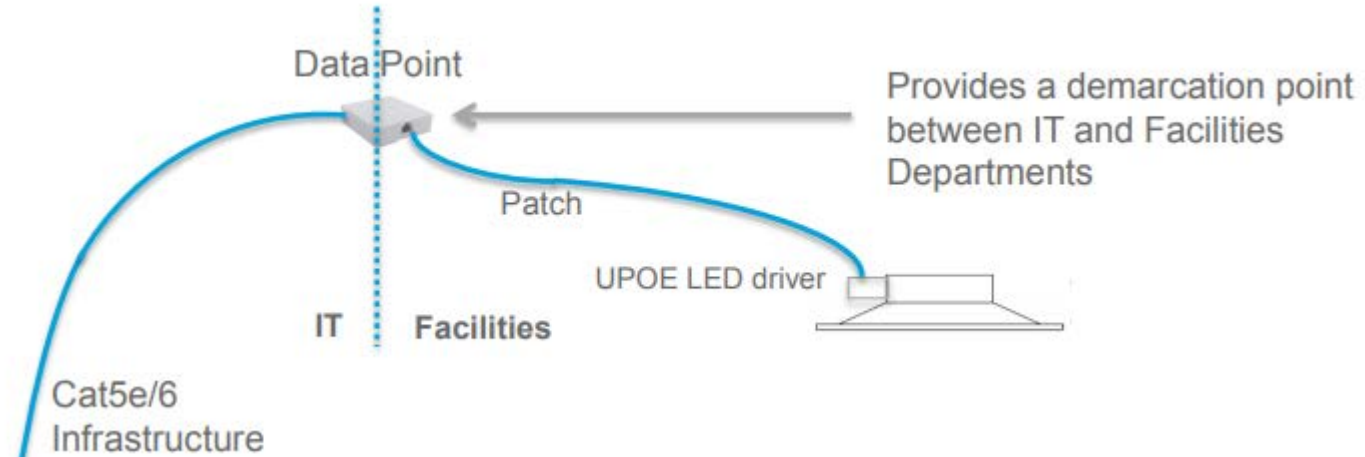 Data Point
Provides a demarcation point
between IT and Facilities
Departments
Patch
UPOE LED driver
IT
Facilities
Cat5e/6
Infrastructure